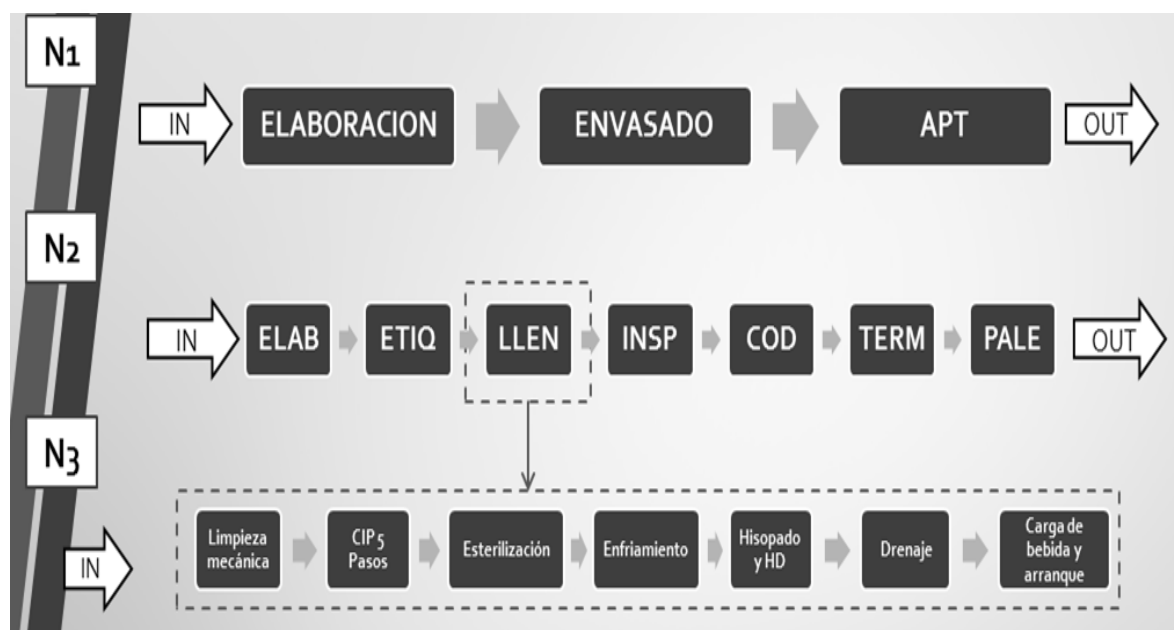 N1
IN
ELABORACION
ENVASADO
APT
OUT
N2
IN
ELAB
ETIQ
LLEN
INSP
COD
TERM
PALE
OUT
N3
IN
Limpieza
mecánica
CIP 5
Pasos
Esterilización
Enfriamiento
Hisopado
y HD
Drenaje
Carga de
bebida y
arranque